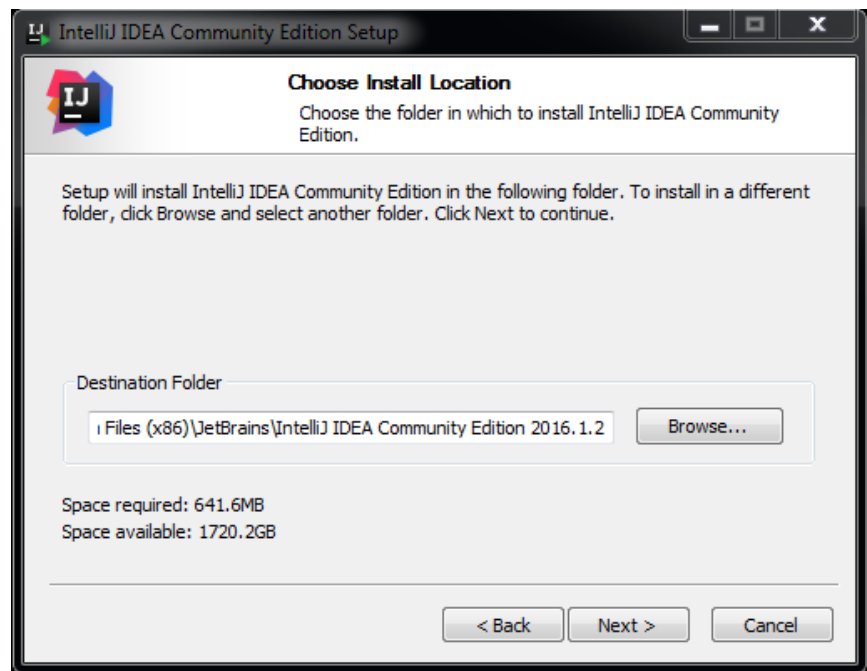 IntelliJ IDEA Community Edition Setup
Choose Install Location
Choose the folder in which to install IntelliJ IDEA Community
Edition.
IJ
Setup will install IntelliJ IDEA Community Edition in the following folder. To install in a different
folder, click Browse and select another folder. Click Next to continue.
Destination Folder
Files (x86)\JetBrains\IntelliJ IDEA Community Edition 2016.1.2
Browse...
Space required: 641.6MB
Space available: 1720.2GB
< Back Next > Cancel